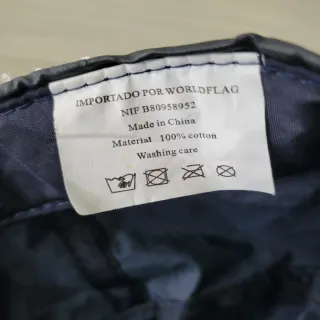 IMPORTADO POR WORLDFLAG
NIF B80958952
Made in China
Material 100% cotton
Washing care